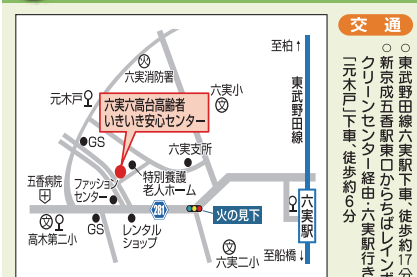 交通
○東武野田線六実駅下車、徒歩約17分
○新京成五香駅東口からちばレインボ
クリーンセンター経由・六実駅行き
「元木戸」下車、徒歩約6分
至柏↑
東武野田線
六実駅
至船橋↓
火
六実消防署
六実小
文
元木戸
六実六高台高齢者
いきいき安心センター
六実支所
GS
特別養護
老人ホーム
五香病院
ファッション
センター
281
火の見下
文
高木第二小
GS
レンタル
ショップ
文
六実二小